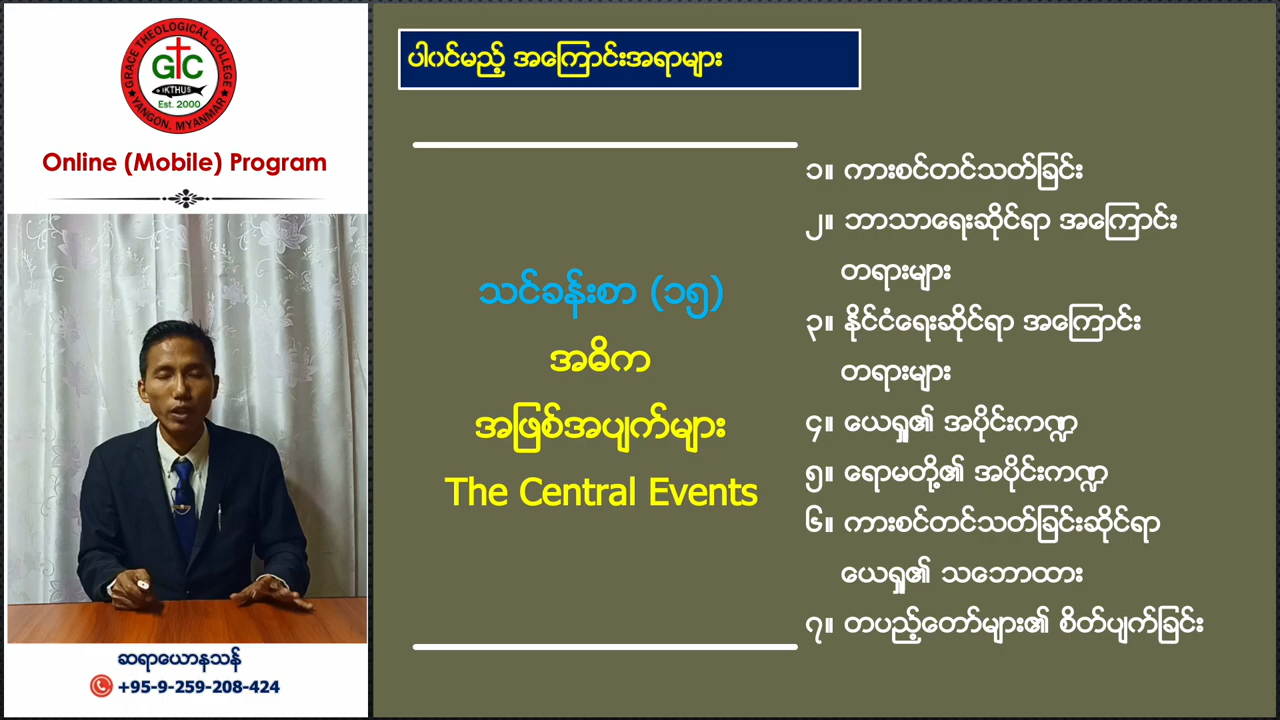 GRACE THEOLOGICAL COLLEGE
GTC
IKTHUS
Est. 2000
YANGON, MYANMAR
Online (Mobile) Program
ဆရာယောနသန်
+95-9-259-208-424
ပါဝင်မည့် အကြောင်းအရာများ
သင်ခန်းစာ (၁၅)
အဓိက
အဖြစ်အပျက်များ
The Central Events
၁။ ကားစင်တင်သတ်ခြင်း
၂။ ဘာသာရေးဆိုင်ရာ အကြောင်း
တရားများ
၃။ နိုင်ငံရေးဆိုင်ရာ အကြောင်း
တရားများ
၄။ ယေရှု၏ အပိုင်းကဏ္ဍ
၅။ ရောမတို့၏ အပိုင်းကဏ္ဍ
၆။ ကားစင်တင်သတ်ခြင်းဆိုင်ရာ
ယေရှု၏ သဘောထား
၇။ တပည့်တော်များ၏ စိတ်ပျက်ခြင်း